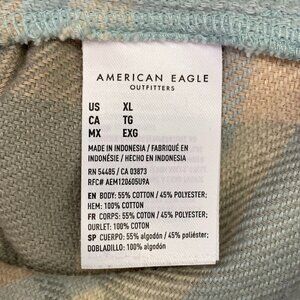 AMERICAN EAGLE
OUTFITTERS
US XL
CA TG
MX EXG
MADE IN INDONESIA / FABRIQUÉ EN
INDONÉSIE / HECHO EN INDONESIA
RN 54485 / CA 03873
RFC# AEM120605U9A
EN BODY: 55% COTTON / 45% POLYESTER;
HEM: 100% COTTON
FR CORPS: 55% COTON / 45% POLYESTER;
OURLET: 100% COTON
SP CUERPO: 55% algodón / 45% poliéster;
DOBLADILLO: 100% algodón